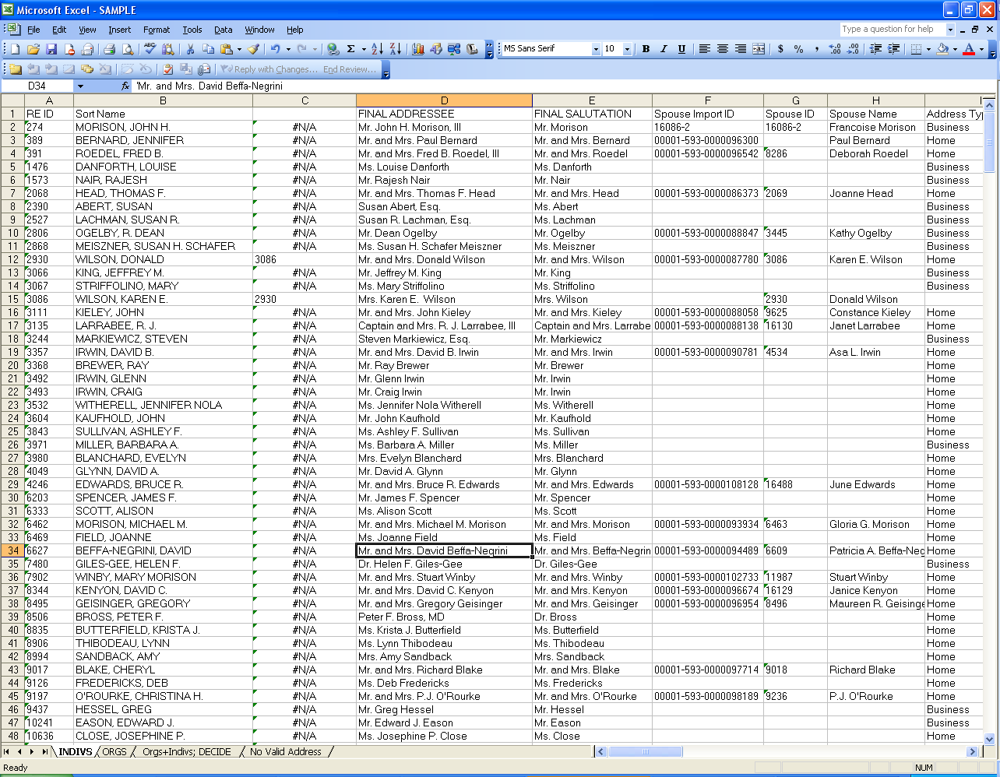 Microsoft Excel - SAMPLE
File Edit View Insert Format Tools Data Window Help Type a question for help
MS Sans Serif 10 B I U $ % ,
Reply with Changes... End Review...
D34 fx 'Mr. and Mrs. David Beffa-Negrini
A B C D E F G H I
1 RE ID Sort Name FINAL ADDRESSEE FINAL SALUTATION Spouse Import ID Spouse ID Spouse Name Address Ty
2 274 MORISON, JOHN H. #N/A Mr. John H. Morison, III Mr. Morison 16086-2 16086-2 Francoise Morison Business
3 389 BERNARD, JENNIFER #N/A Mr. and Mrs. Paul Bernard Mr. and Mrs. Bernard 00001-593-0000096300 Paul Bernard Home
4 391 ROEDEL, FRED B. #N/A Mr. and Mrs. Fred B. Roedel, III Mr. and Mrs. Roedel 00001-593-0000096542 8286 Deborah Roedel Home
5 1476 DANFORTH, LOUISE #N/A Ms. Louise Danforth Ms. Danforth Business
6 1573 NAIR, RAJESH #N/A Mr. Rajesh Nair Mr. Nair Business
7 2068 HEAD, THOMAS F. #N/A Mr. and Mrs. Thomas F. Head Mr. and Mrs. Head 00001-593-0000086373 2069 Joanne Head Home
8 2390 ABERT, SUSAN #N/A Susan Abert, Esq. Ms. Abert Business
9 2527 LACHMAN, SUSAN R. #N/A Susan R. Lachman, Esq. Ms. Lachman Business
10 2806 OGELBY, R. DEAN #N/A Mr. Dean Ogelby Mr. Ogelby 00001-593-0000088847 3445 Kathy Ogelby Business
11 2868 MEISZNER, SUSAN H. SCHAFER #N/A Ms. Susan H. Schafer Meiszner Ms. Meiszner Business
12 2930 WILSON, DONALD 3086 Mr. and Mrs. Donald Wilson Mr. and Mrs. Wilson 00001-593-0000087780 3086 Karen E. Wilson Home
13 3066 KING, JEFFREY M. #N/A Mr. Jeffrey M. King Mr. King Business
14 3067 STRIFFOLINO, MARY #N/A Ms. Mary Striffolino Ms. Striffolino Business
15 3086 WILSON, KAREN E. 2930 Mrs. Karen E.  Wilson Mrs. Wilson 2930 Donald Wilson
16 3111 KIELEY, JOHN #N/A Mr. and Mrs. John Kieley Mr. and Mrs. Kieley 00001-593-0000088058 9625 Constance Kieley Home
17 3135 LARRABEE, R. J. #N/A Captain and Mrs. R. J. Larrabee, III Captain and Mrs. Larrabe 00001-593-0000088138 16130 Janet Larrabee Home
18 3244 MARKIEWICZ, STEVEN #N/A Steven Markiewicz, Esq. Mr. Markiewicz Business
19 3357 IRWIN, DAVID B. #N/A Mr. and Mrs. David B. Irwin Mr. and Mrs. Irwin 00001-593-0000090781 4534 Asa L. Irwin Home
20 3368 BREWER, RAY #N/A Mr. Ray Brewer Mr. Brewer Home
21 3492 IRWIN, GLENN #N/A Mr. Glenn Irwin Mr. Irwin Home
22 3493 IRWIN, CRAIG #N/A Mr. Craig Irwin Mr. Irwin Home
23 3532 WITHERELL, JENNIFER NOLA #N/A Ms. Jennifer Nola Witherell Ms. Witherell Home
24 3604 KAUFHOLD, JOHN #N/A Mr. John Kaufhold Mr. Kaufhold Home
25 3843 SULLIVAN, ASHLEY F. #N/A Ms. Ashley F. Sullivan Ms. Sullivan Home
26 3971 MILLER, BARBARA A. #N/A Ms. Barbara A. Miller Ms. Miller Business
27 3980 BLANCHARD, EVELYN #N/A Mrs. Evelyn Blanchard Mrs. Blanchard Home
28 4049 GLYNN, DAVID A. #N/A Mr. David A. Glynn Mr. Glynn Home
29 4246 EDWARDS, BRUCE R. #N/A Mr. and Mrs. Bruce R. Edwards Mr. and Mrs. Edwards 00001-593-0000108128 16488 June Edwards Home
30 6203 SPENCER, JAMES F. #N/A Mr. James F. Spencer Mr. Spencer Home
31 6333 SCOTT, ALISON #N/A Ms. Alison Scott Ms. Scott Home
32 6462 MORISON, MICHAEL M. #N/A Mr. and Mrs. Michael M. Morison Mr. and Mrs. Morison 00001-593-0000093934 6463 Gloria G. Morison Home
33 6469 FIELD, JOANNE #N/A Ms. Joanne Field Ms. Field Home
34 6627 BEFFA-NEGRINI, DAVID #N/A Mr. and Mrs. David Beffa-Negrini Mr. and Mrs. Beffa-Negrin 00001-593-0000094489 6609 Patricia A. Beffa-Neg Home
35 7480 GILES-GEE, HELEN F. #N/A Dr. Helen F. Giles-Gee Dr. Giles-Gee Business
36 7902 WINBY, MARY MORISON #N/A Mr. and Mrs. Stuart Winby Mr. and Mrs. Winby 00001-593-0000102733 11987 Stuart Winby Home
37 8344 KENYON, DAVID C. #N/A Mr. and Mrs. David C. Kenyon Mr. and Mrs. Kenyon 00001-593-0000096674 16129 Janice Kenyon Home
38 8495 GEISINGER, GREGORY #N/A Mr. and Mrs. Gregory Geisinger Mr. and Mrs. Geisinger 00001-593-0000096954 8496 Maureen R. Geisinge Home
39 8506 BROSS, PETER F. #N/A Peter F. Bross, MD Dr. Bross Home
40 8835 BUTTERFIELD, KRISTA J. #N/A Ms. Krista J. Butterfield Ms. Butterfield Home
41 8906 THIBODEAU, LYNN #N/A Ms. Lynn Thibodeau Ms. Thibodeau Home
42 8994 SANDBACK, AMY #N/A Mrs. Amy Sandback Mrs. Sandback Home
43 9017 BLAKE, CHERYL #N/A Mr. and Mrs. Richard Blake Mr. and Mrs. Blake 00001-593-0000097714 9018 Richard Blake Home
44 9126 FREDERICKS, DEB #N/A Ms. Deb Fredericks Ms. Fredericks Home
45 9197 O'ROURKE, CHRISTINA H. #N/A Mr. and Mrs. P.J. O'Rourke Mr. and Mrs. O'Rourke 00001-593-0000098189 9236 P.J. O'Rourke Home
46 9437 HESSEL, GREG #N/A Mr. Greg Hessel Mr. Hessel Business
47 10241 EASON, EDWARD J. #N/A Mr. Edward J. Eason Mr. Eason Business
48 10636 CLOSE, JOSEPHINE P. #N/A Ms. Josephine P. Close Ms. Close Home
INDIVS ORGS Orgs+Indivs; DECIDE No Valid Address
Ready NUM